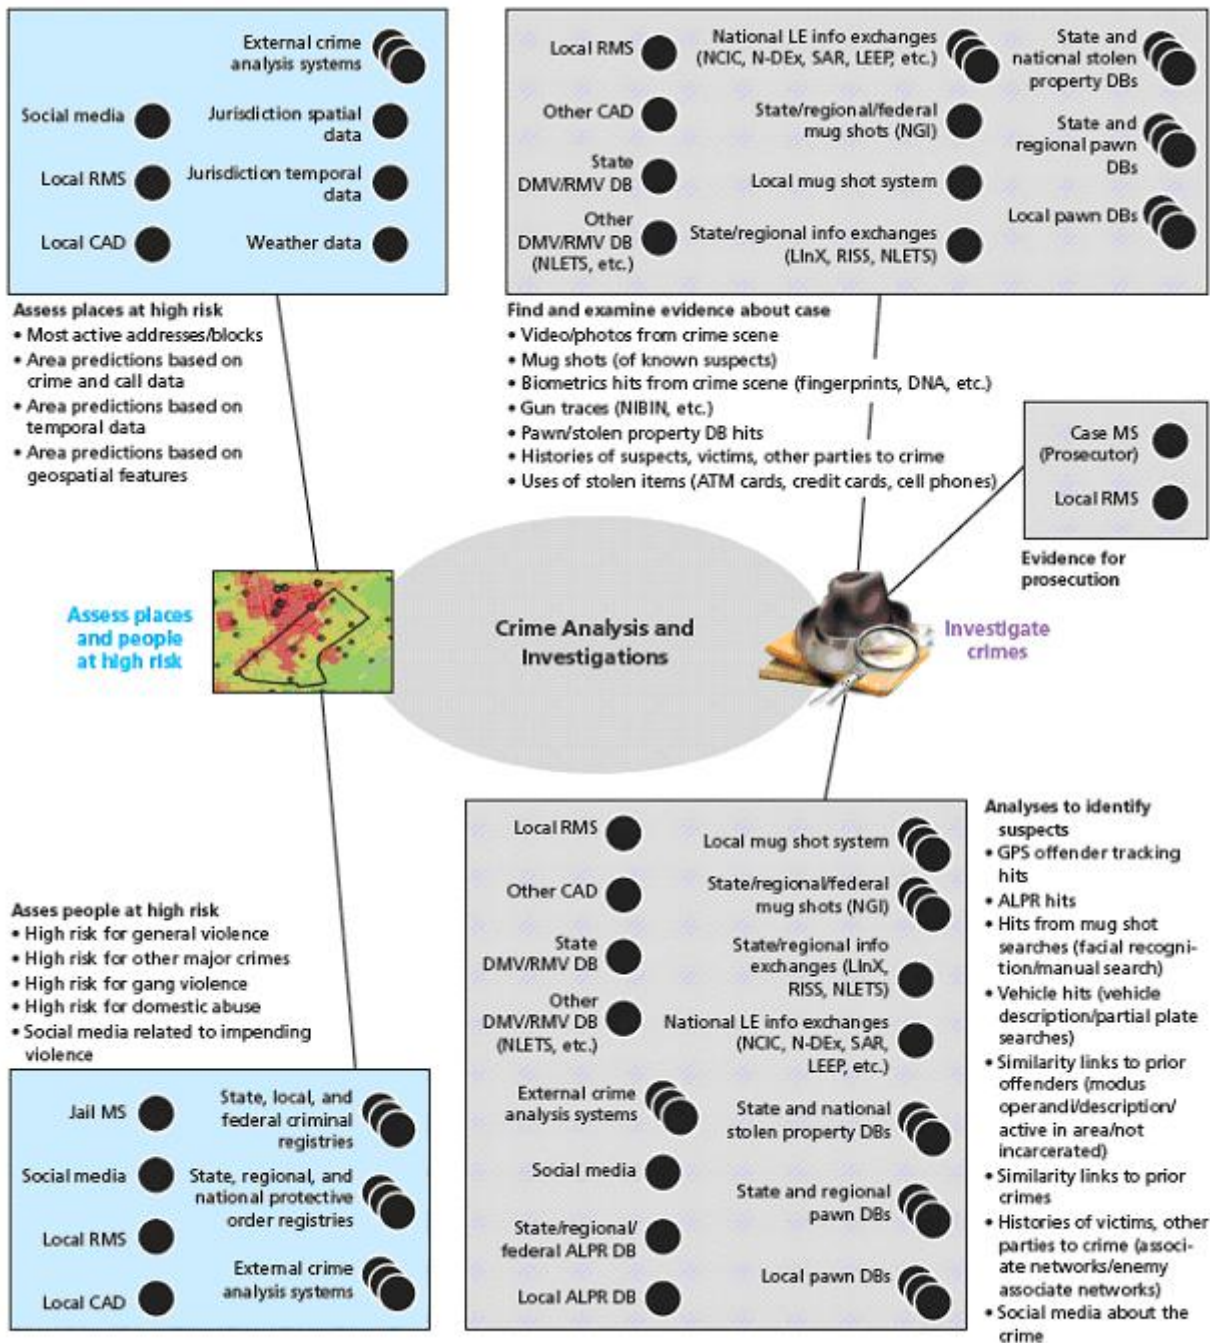 External crime
analysis systems
Social media
Jurisdiction spatial
data
Local RMS
Jurisdiction temporal
data
Local CAD
Weather data
Assess places at high risk
• Most active addresses/blocks
• Area predictions based on
crime and call data
• Area predictions based on
temporal data
• Area predictions based on
geospatial features
Local RMS
Other CAD
State
DMV/RMV DB
Other
DMV/RMV DB
(NLETS, etc.)
National LE info exchanges
(NCIC, N-DEx, SAR, LEEP, etc.)
State/regional/federal
mug shots (NGI)
Local mug shot system
State/regional info exchanges
(LInX, RISS, NLETS)
State and
national stolen
property DBs
State and
regional pawn
DBs
Local pawn DBs
Find and examine evidence about case
• Video/photos from crime scene
• Mug shots (of known suspects)
• Biometrics hits from crime scene (fingerprints, DNA, etc.)
• Gun traces (NIBIN, etc.)
• Pawn/stolen property DB hits
• Histories of suspects, victims, other parties to crime
• Uses of stolen items (ATM cards, credit cards, cell phones)
Case MS
(Prosecutor)
Local RMS
Evidence for
prosecution
Assess places
and people
at high risk
Crime Analysis and
Investigations
Investigate
crimes
Asses people at high risk
• High risk for general violence
• High risk for other major crimes
• High risk for gang violence
• High risk for domestic abuse
• Social media related to impending
violence
Jail MS
Social media
Local RMS
Local CAD
State, local, and
federal criminal
registries
State, regional, and
national protective
order registries
External crime
analysis systems
Local RMS
Other CAD
State
DMV/RMV DB
Other
DMV/RMV DB
(NLETS, etc.)
External crime
analysis systems
Social media
State/regional/
federal ALPR DB
Local ALPR DB
Local mug shot system
State/regional/federal
mug shots (NGI)
State/regional info
exchanges (LInX,
RISS, NLETS)
National LE info exchanges
(NCIC, N-DEx, SAR,
LEEP, etc.)
State and national
stolen property DBs
State and regional
pawn DBs
Local pawn DBs
Analyses to identify
suspects
• GPS offender tracking
hits
• ALPR hits
• Hits from mug shot
searches (facial recogni-
tion/manual search)
• Vehicle hits (vehicle
description/partial plate
searches)
• Similarity links to prior
offenders (modus
operandi/description/
active in area/not
incarcerated)
• Similarity links to prior
crimes
• Histories of victims, other
parties to crime (associ-
ate networks/enemy
associate networks)
• Social media about the
crime